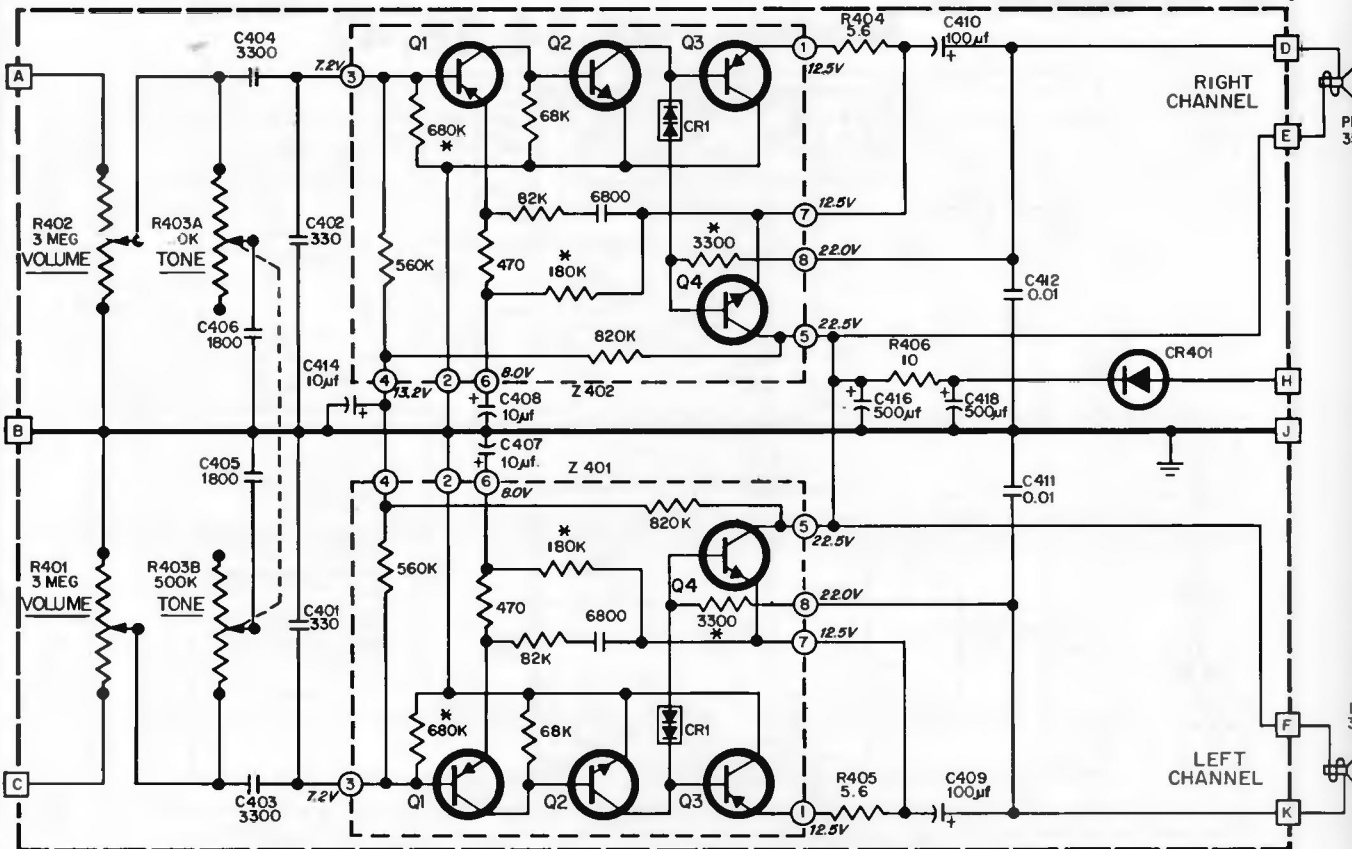 C404
3300
7.2V
3
Q1
Q2
Q3
1
12.5V
R404
5.6
C410
100µf
+
D
A
RIGHT
CHANNEL
E
680K
*
68K
CR1
R402
3 MEG
VOLUME
R403A
0K
TONE
C402
330
82K
6800
7
12.5V
560K
470
*
180K
*
3300
8
22.0V
Q4
C412
0.01
C406
1800
820K
5
22.5V
R406
10
CR401
C414
10µf
+
4
13.2V
2
6
8.0V
Z 402
+
C408
10µf
+
C416
500µf
+
C418
500µf
H
B
J
C407
10µf.
+
Z 401
C405
1800
4
2
6
8.0V
C411
0.01
820K
5
22.5V
R401
3 MEG
VOLUME
R403B
500K
TONE
560K
*
180K
Q4
C401
330
470
6800
3300
*
8
22.0V
82K
7
12.5V
*
680K
68K
CR1
F
LEFT
CHANNEL
C
C403
3300
7.2V
3
Q1
Q2
Q3
1
12.5V
R405
5.6
C409
100µf
+
K